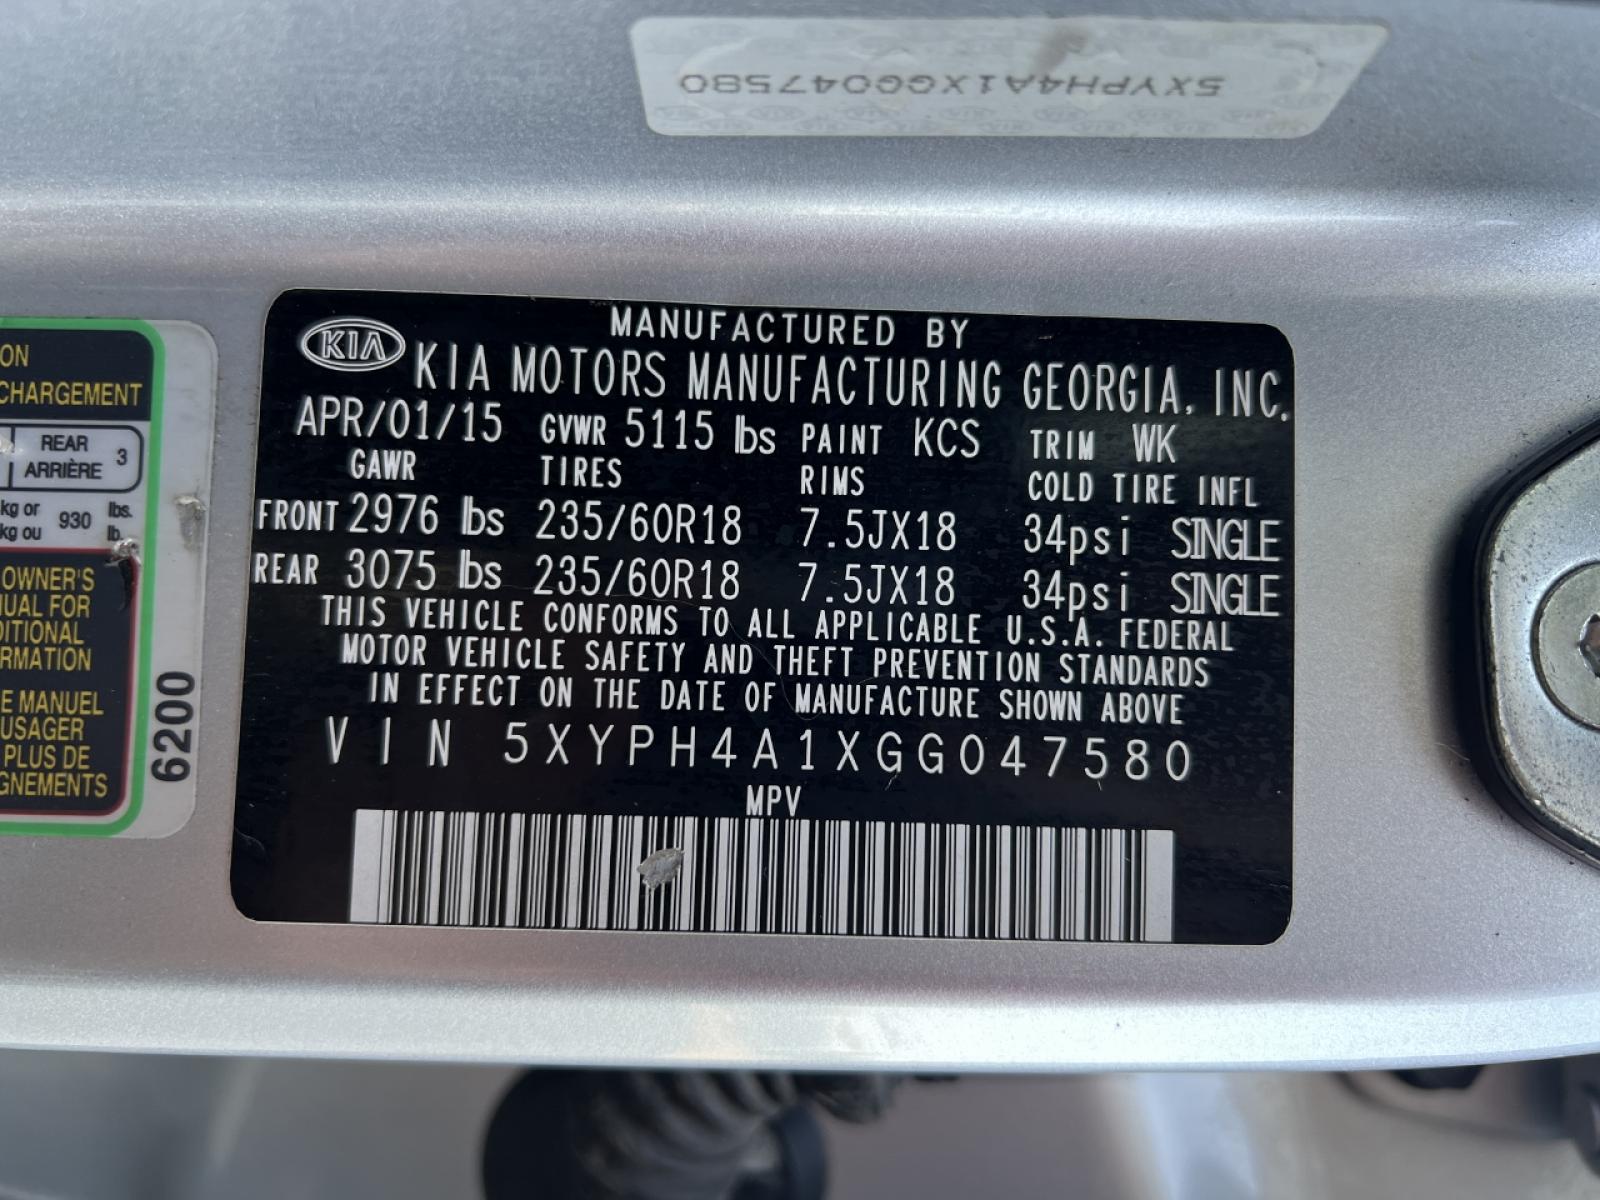 5XYPH4A1XGG047580
ON
CHARGEMENT
REAR
ARRIÈRE
3
kg or
kg ou
930
lbs.
lb.
OWNER'S
UAL FOR
DITIONAL
RMATION
E MANUEL
USAGER
PLUS DE
GNEMENTS
6200
KIA
MANUFACTURED BY
KIA MOTORS MANUFACTURING GEORGIA, INC.
APR/01/15 GVWR 5115 lbs PAINT KCS TRIM WK
GAWR TIRES RIMS COLD TIRE INFL
FRONT 2976 lbs 235/60R18 7.5JX18 34psi SINGLE
REAR 3075 lbs 235/60R18 7.5JX18 34psi SINGLE
THIS VEHICLE CONFORMS TO ALL APPLICABLE U.S.A. FEDERAL
MOTOR VEHICLE SAFETY AND THEFT PREVENTION STANDARDS
IN EFFECT ON THE DATE OF MANUFACTURE SHOWN ABOVE
VIN 5XYPH4A1XGG047580
MPV